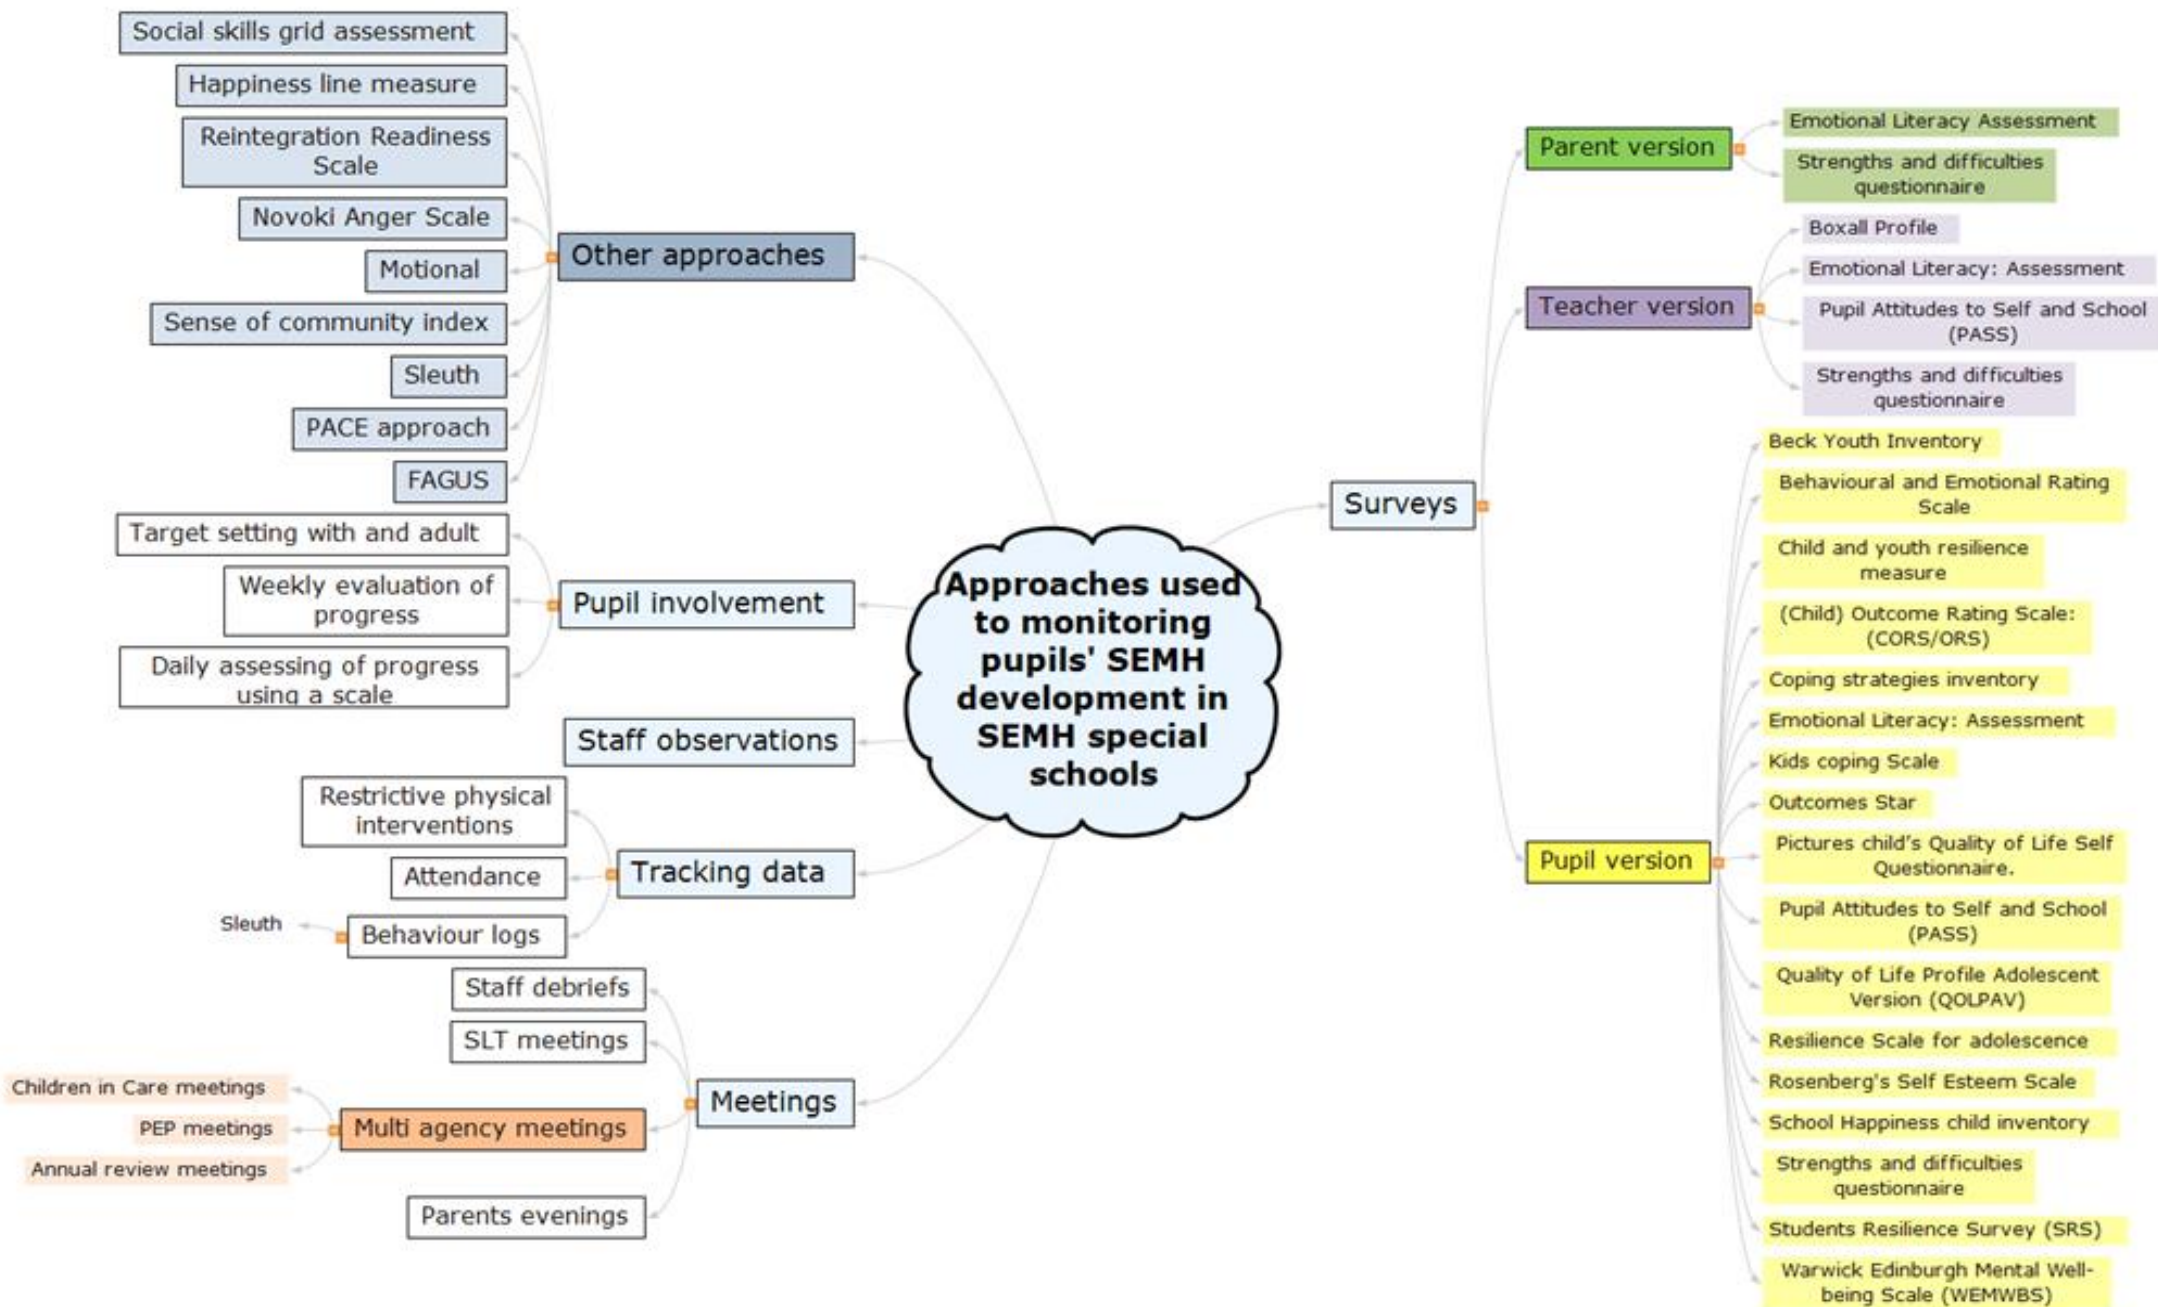 Social skills grid assessment
Happiness line measure
Reintegration Readiness
Scale
Novoki Anger Scale
Motional
Sense of community index
Sleuth
PACE approach
FAGUS
Other approaches
Target setting with and adult
Weekly evaluation of
progress
Daily assessing of progress
using a scale
Pupil involvement
Staff observations
Restrictive physical
interventions
Attendance
Behaviour logs
Sleuth
Tracking data
Staff debriefs
SLT meetings
Multi agency meetings
Children in Care meetings
PEP meetings
Annual review meetings
Parents evenings
Meetings
Approaches used
to monitoring
pupils' SEMH
development in
SEMH special
schools
Surveys
Parent version
Emotional Literacy Assessment
Strengths and difficulties
questionnaire
Teacher version
Boxall Profile
Emotional Literacy: Assessment
Pupil Attitudes to Self and School
(PASS)
Strengths and difficulties
questionnaire
Pupil version
Beck Youth Inventory
Behavioural and Emotional Rating
Scale
Child and youth resilience
measure
(Child) Outcome Rating Scale:
(CORS/ORS)
Coping strategies inventory
Emotional Literacy: Assessment
Kids coping Scale
Outcomes Star
Pictures child’s Quality of Life Self
Questionnaire.
Pupil Attitudes to Self and School
(PASS)
Quality of Life Profile Adolescent
Version (QOLPAV)
Resilience Scale for adolescence
Rosenberg's Self Esteem Scale
School Happiness child inventory
Strengths and difficulties
questionnaire
Students Resilience Survey (SRS)
Warwick Edinburgh Mental Well-
being Scale (WEMWBS)